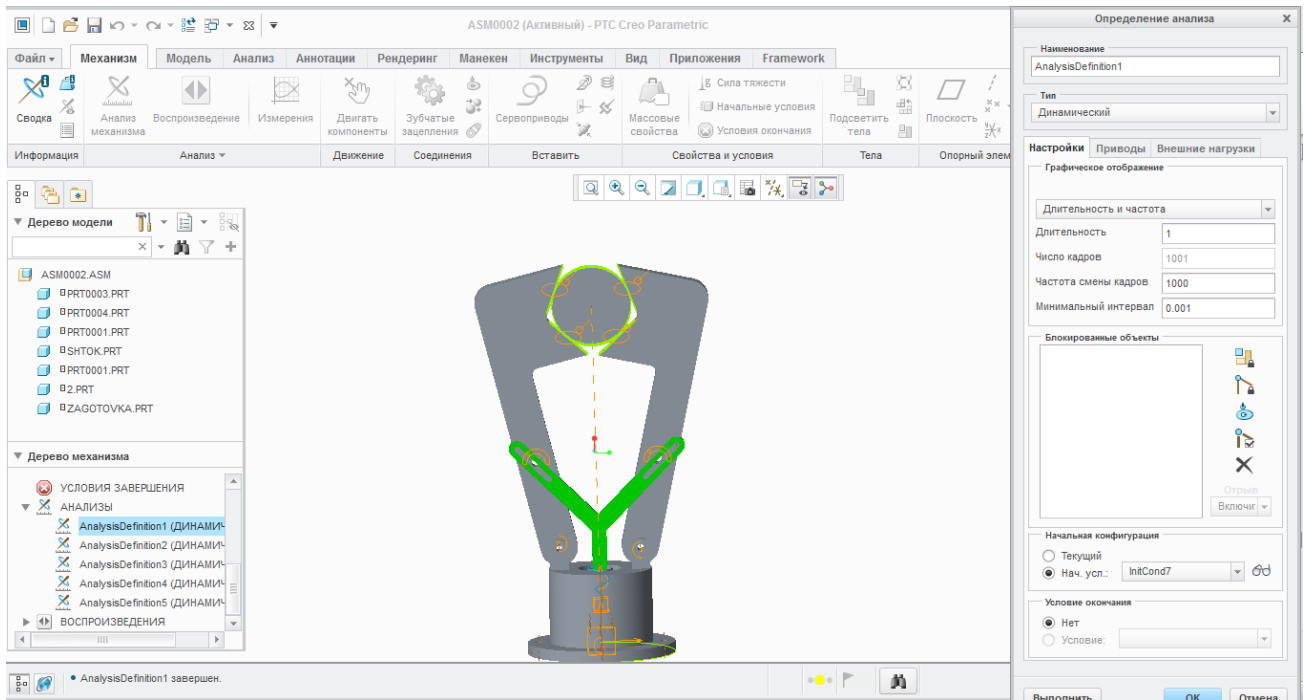 ASM0002 (Активный) - PTC Creo Parametric
Файл Механизм Модель Анализ Аннотации Рендеринг Манекен Инструменты Вид Приложения Framework
Сводка
Анализ механизма
Воспроизведение
Измерения
Двигать компоненты
Зубчатые зацепления
Сервоприводы
Массовые свойства
Сила тяжести
Начальные условия
Условия окончания
Подсветить тела
Плоскость
Информация Анализ Движение Соединения Вставить Свойства и условия Тела Опорный элем
Дерево модели
ASM0002.ASM
PRT0003.PRT
PRT0004.PRT
PRT0001.PRT
SHTOK.PRT
PRT0001.PRT
2.PRT
ZAGOTOVKA.PRT
Дерево механизма
УСЛОВИЯ ЗАВЕРШЕНИЯ
АНАЛИЗЫ
AnalysisDefinition1 (ДИНАМИЧ
AnalysisDefinition2 (ДИНАМИЧ
AnalysisDefinition3 (ДИНАМИЧ
AnalysisDefinition4 (ДИНАМИЧ
AnalysisDefinition5 (ДИНАМИЧ
ВОСПРОИЗВЕДЕНИЯ
AnalysisDefinition1 завершен.
Определение анализа
Наименование
AnalysisDefinition1
Тип
Динамический
Настройки Приводы Внешние нагрузки
Графическое отображение
Длительность и частота
Длительность 1
Число кадров 1001
Частота смены кадров 1000
Минимальный интервал 0.001
Блокированные объекты
Отрыв
Включит
Начальная конфигурация
Текущий
Нач. усл.: InitCond7
Условие окончания
Нет
Условие:
Выполнить ОК Отмена